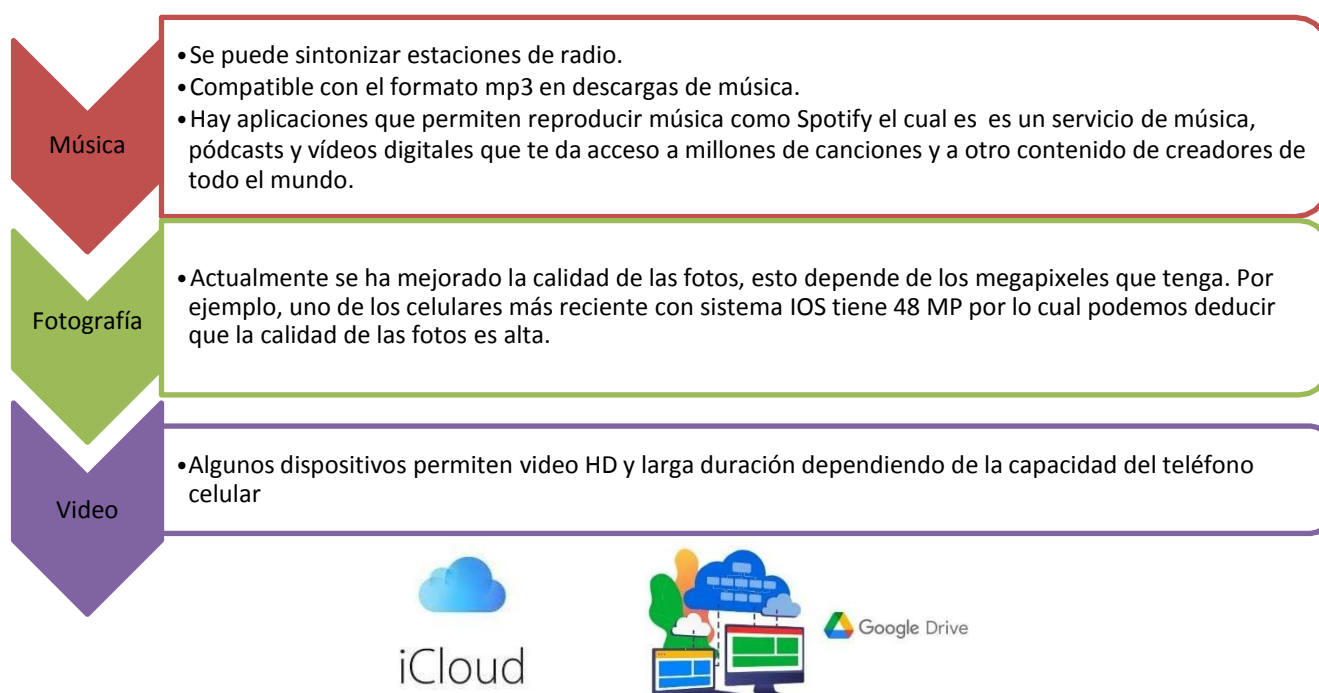 Música
•Se puede sintonizar estaciones de radio.
•Compatible con el formato mp3 en descargas de música.
•Hay aplicaciones que permiten reproducir música como Spotify el cual es es un servicio de música,
pódcasts y vídeos digitales que te da acceso a millones de canciones y a otro contenido de creadores de
todo el mundo.
Fotografía
•Actualmente se ha mejorado la calidad de las fotos, esto depende de los megapixeles que tenga. Por
ejemplo, uno de los celulares más reciente con sistema IOS tiene 48 MP por lo cual podemos deducir
que la calidad de las fotos es alta.
Video
•Algunos dispositivos permiten video HD y larga duración dependiendo de la capacidad del teléfono
celular
iCloud
Google Drive